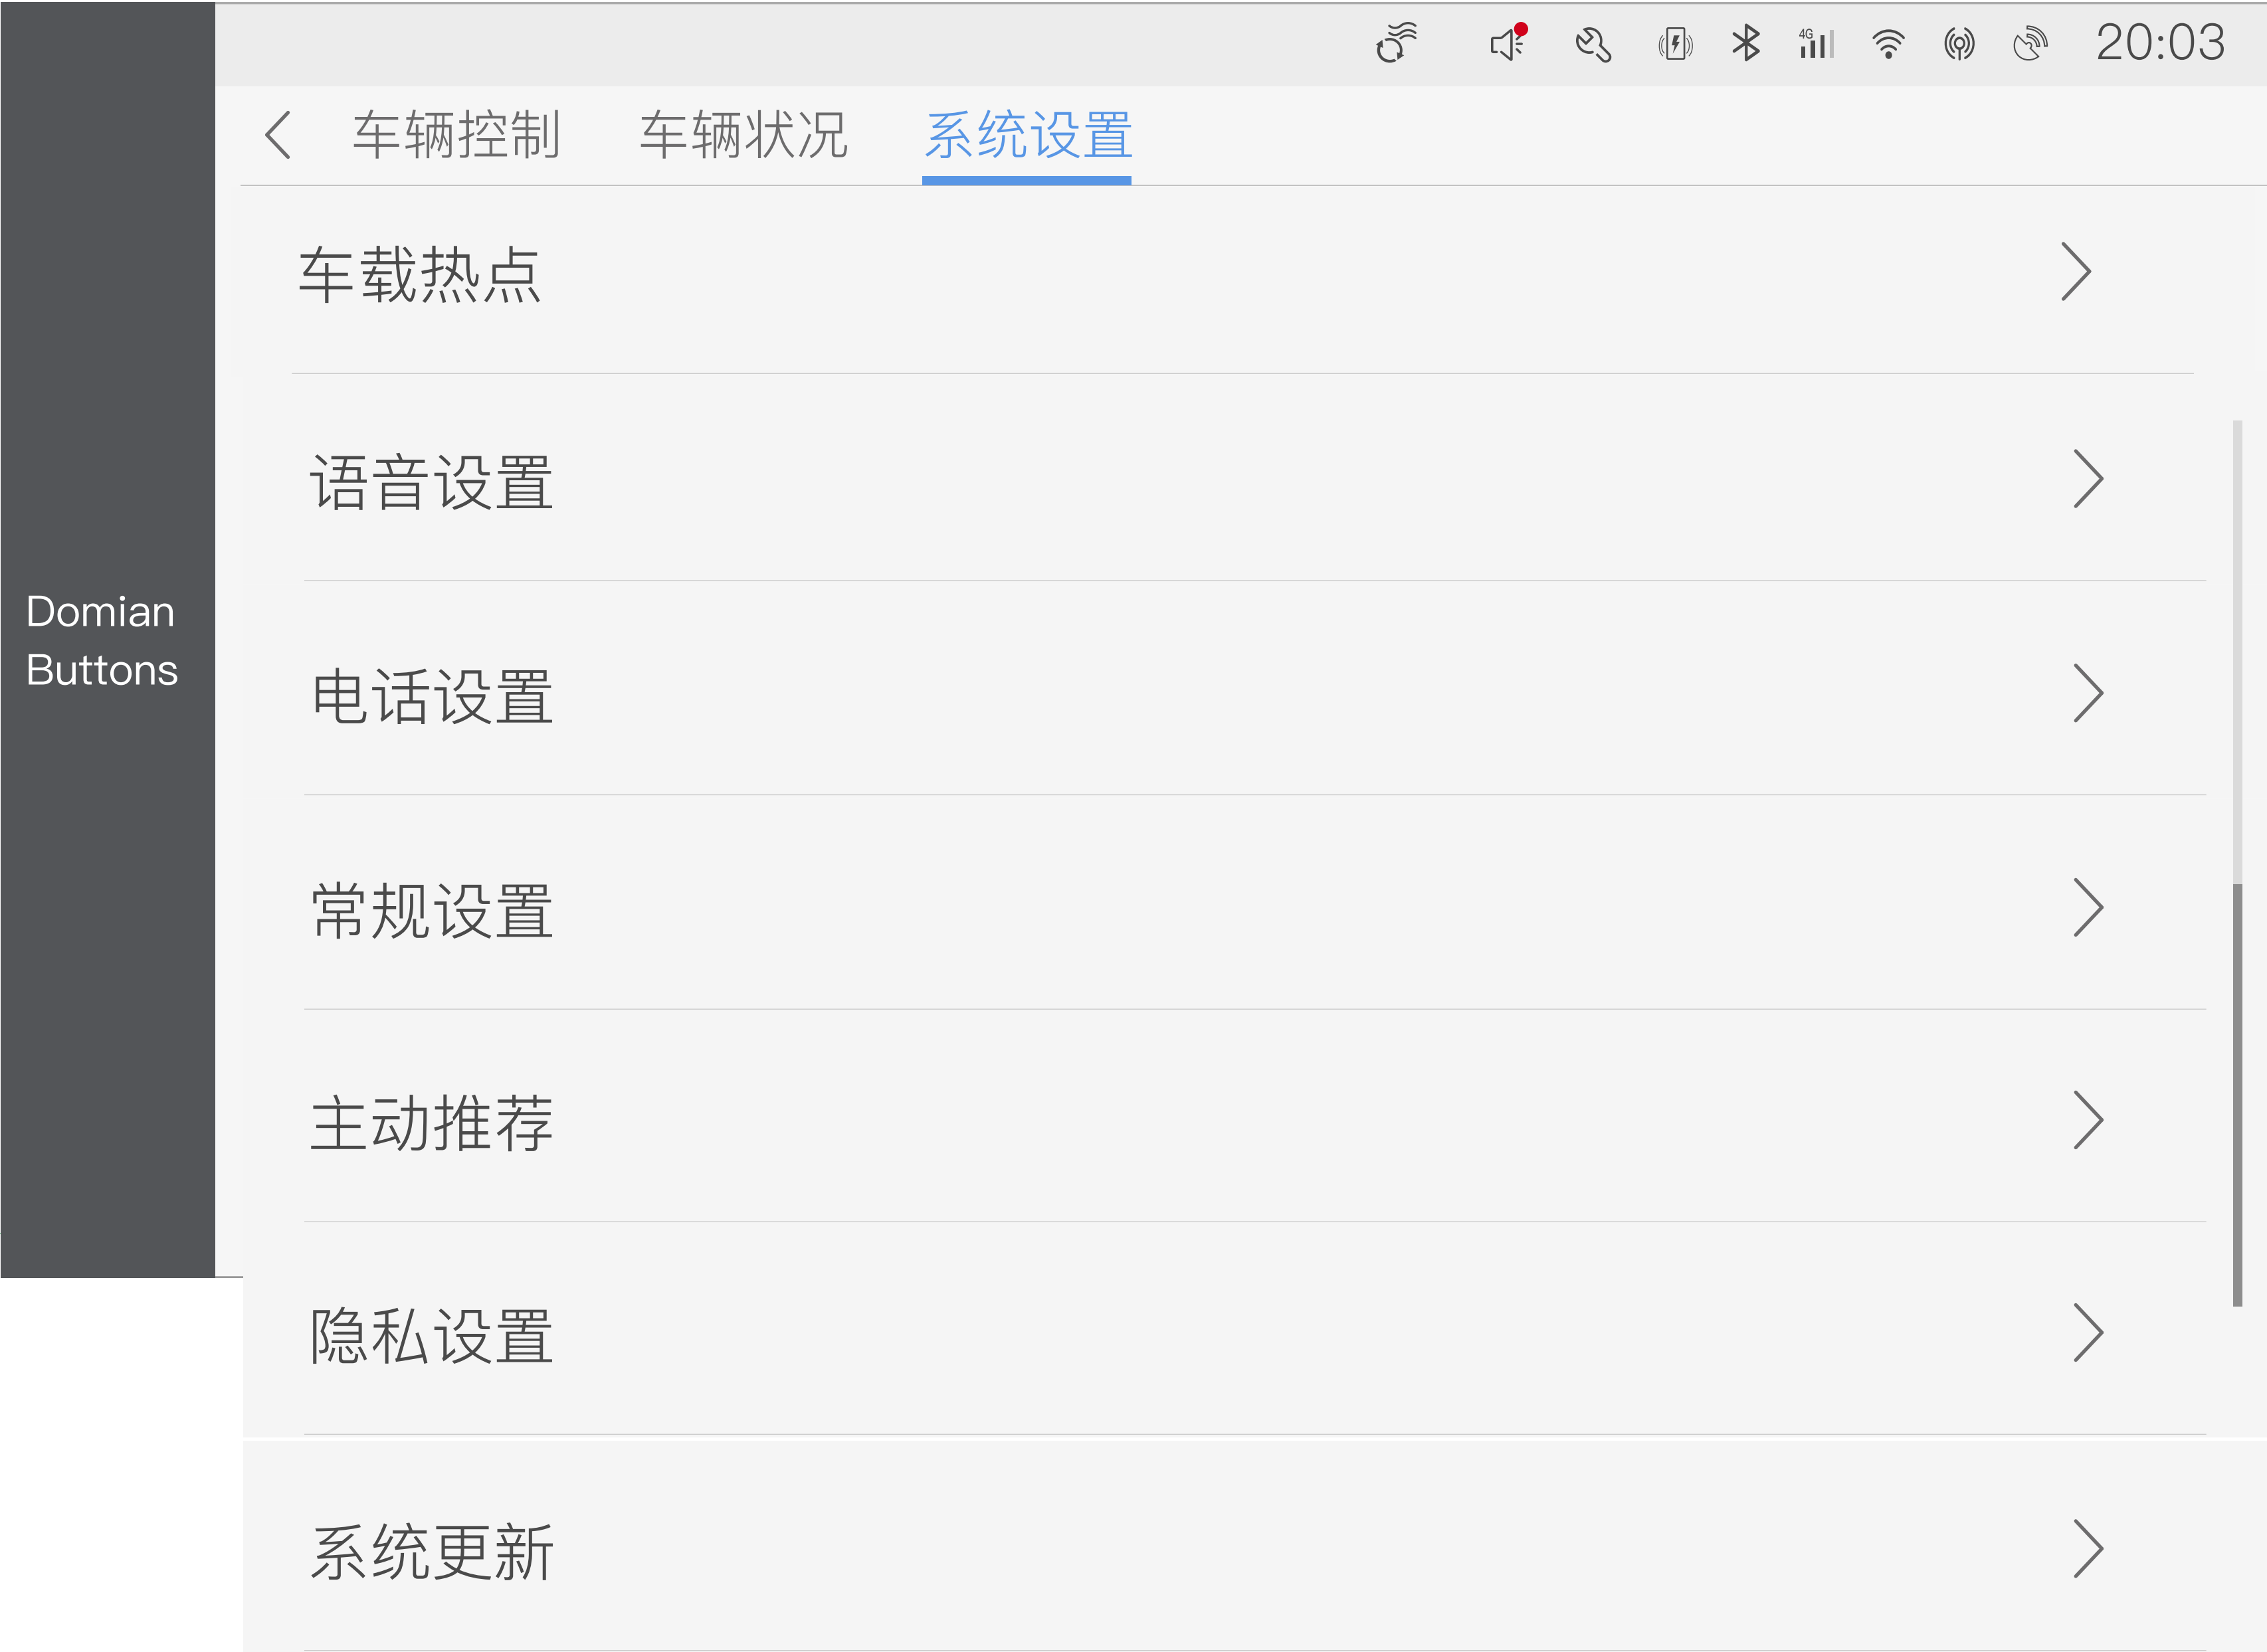 4G
20:03
车辆控制
车辆状况
系统设置
车载热点
语音设置
Domian
Buttons
电话设置
常规设置
主动推荐
隐私设置
系统更新